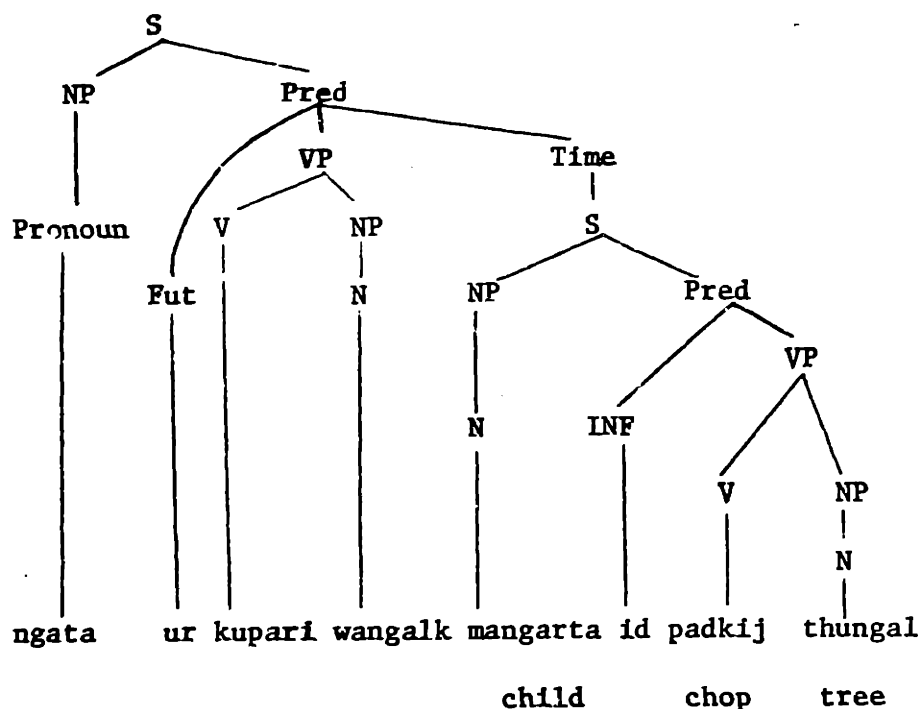 S
NP Pred
VP Time
Pronoun V NP S
Fut N NP Pred
VP
N INF
V NP
N
ngata ur kupari wangalk mangarta id padkij thungal
child chop tree